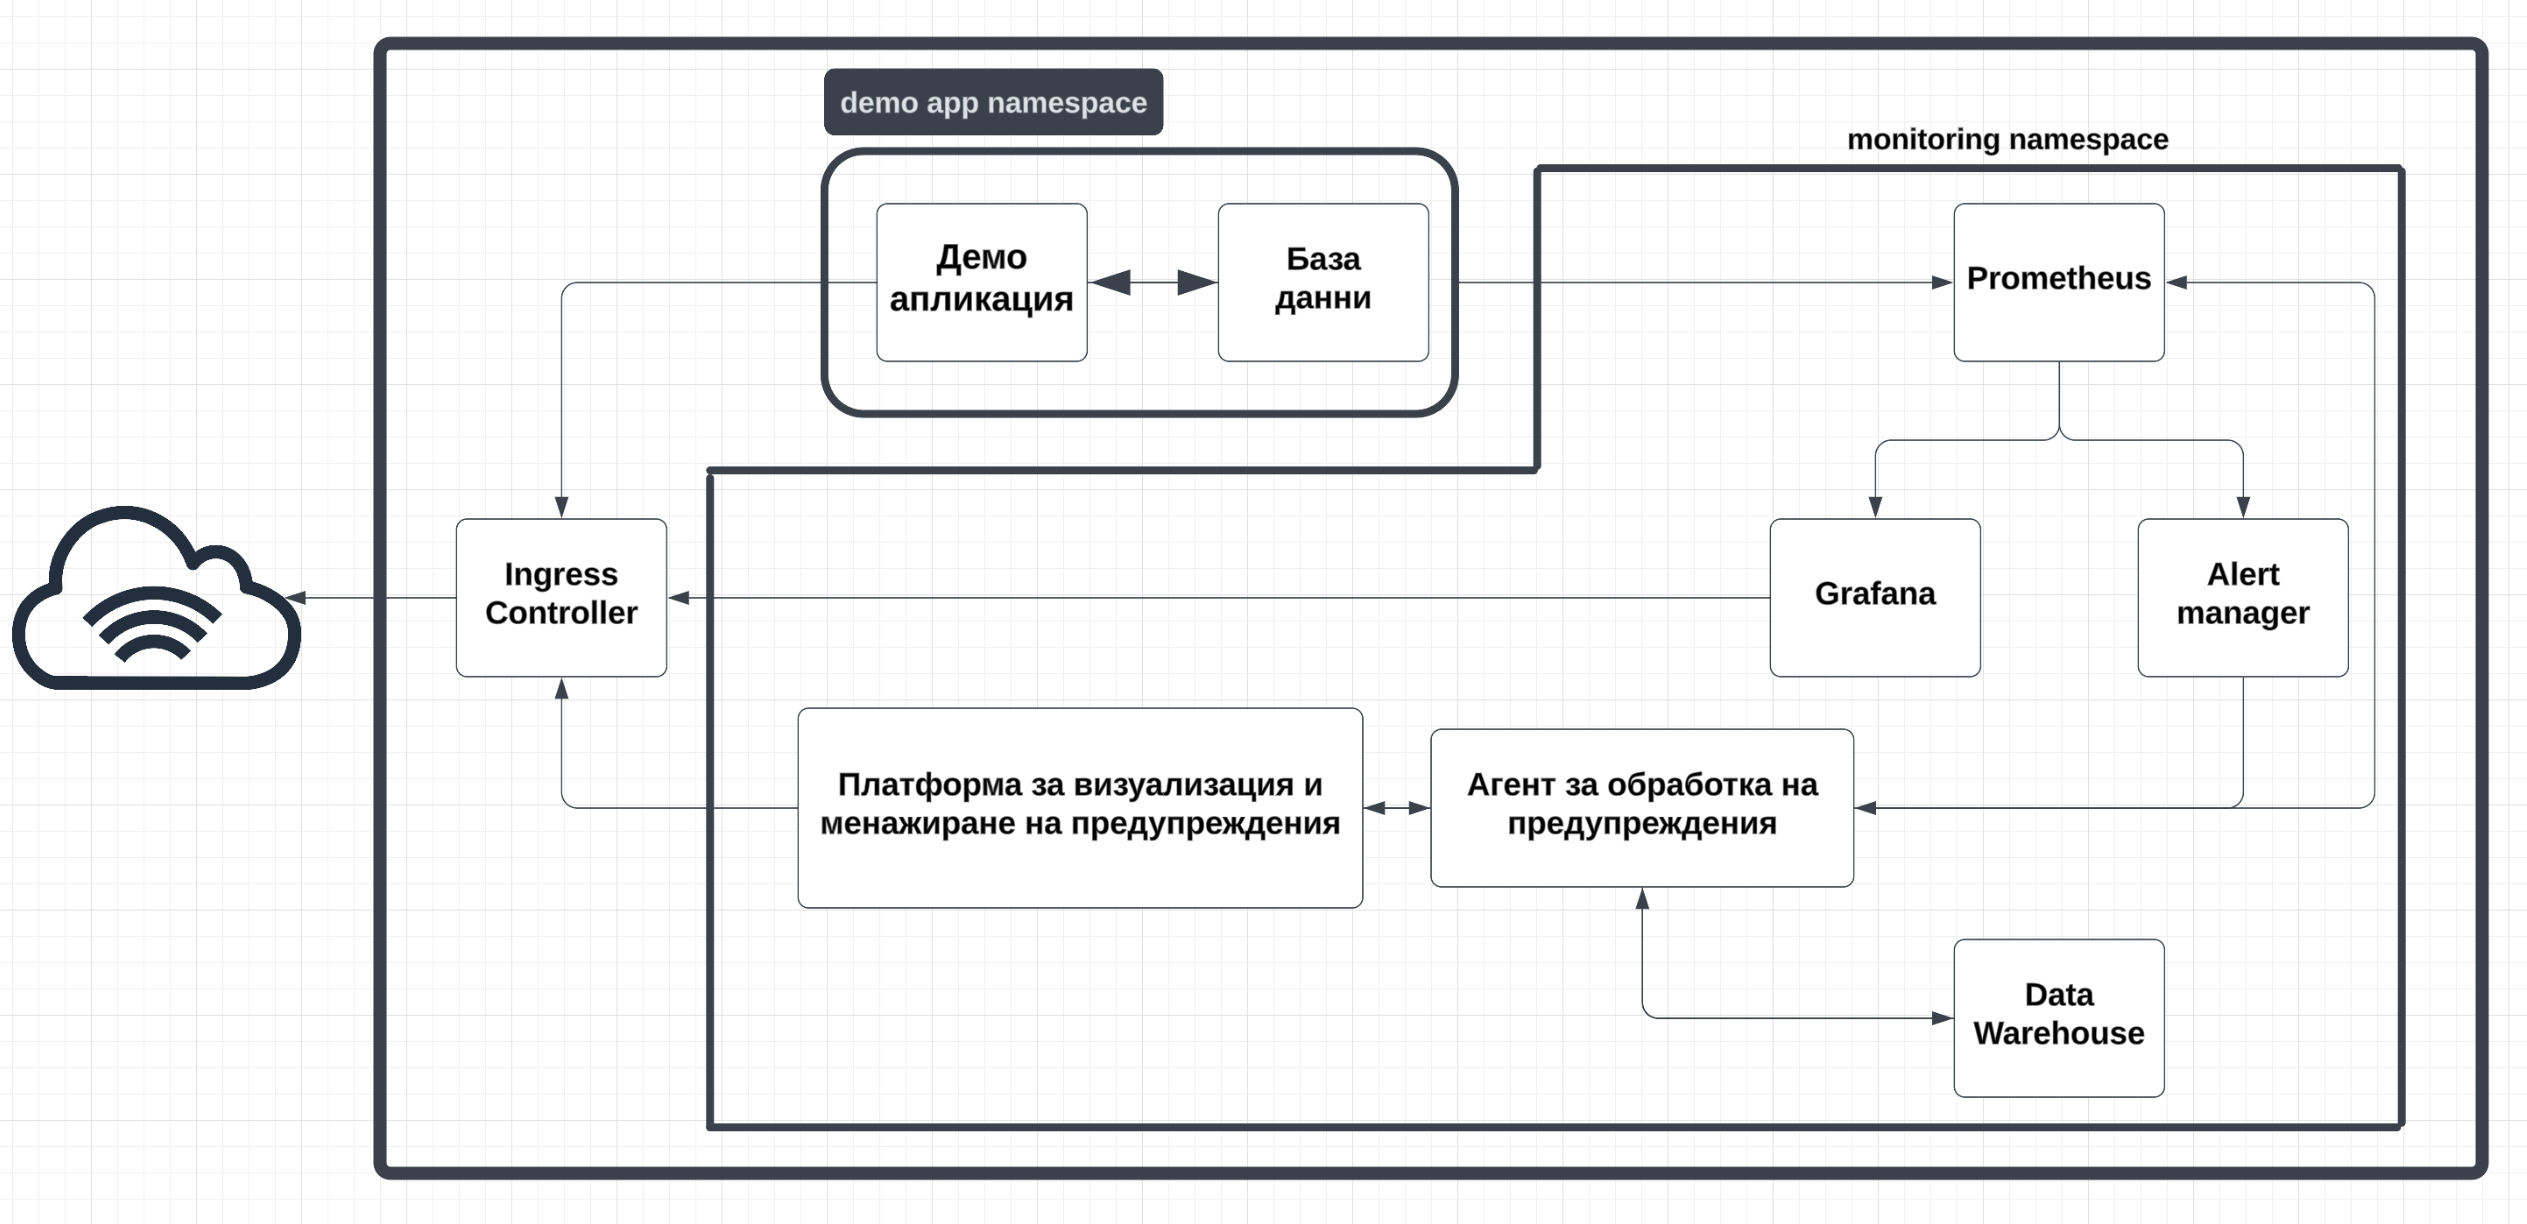 demo app namespace
monitoring namespace
Демо
апликация
База
данни
Prometheus
Ingress
Controller
Grafana
Alert
manager
Платформа за визуализация и
менажиране на предупреждения
Агент за обработка на
предупреждения
Data
Warehouse